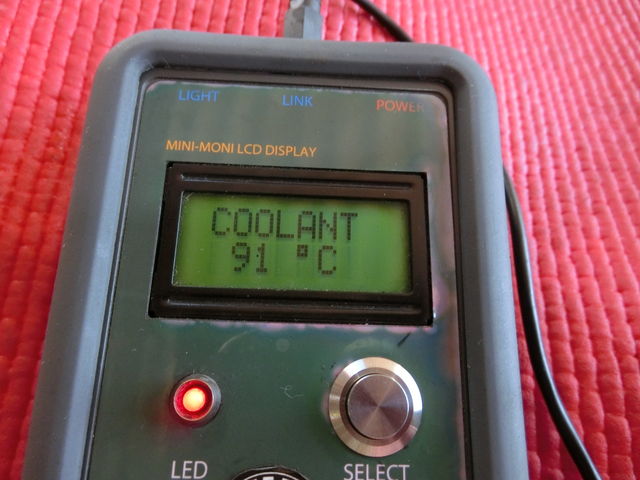 LIGHT LINK POWER
MINI-MONI LCD DISPLAY
COOLANT
91 °C
LED SELECT